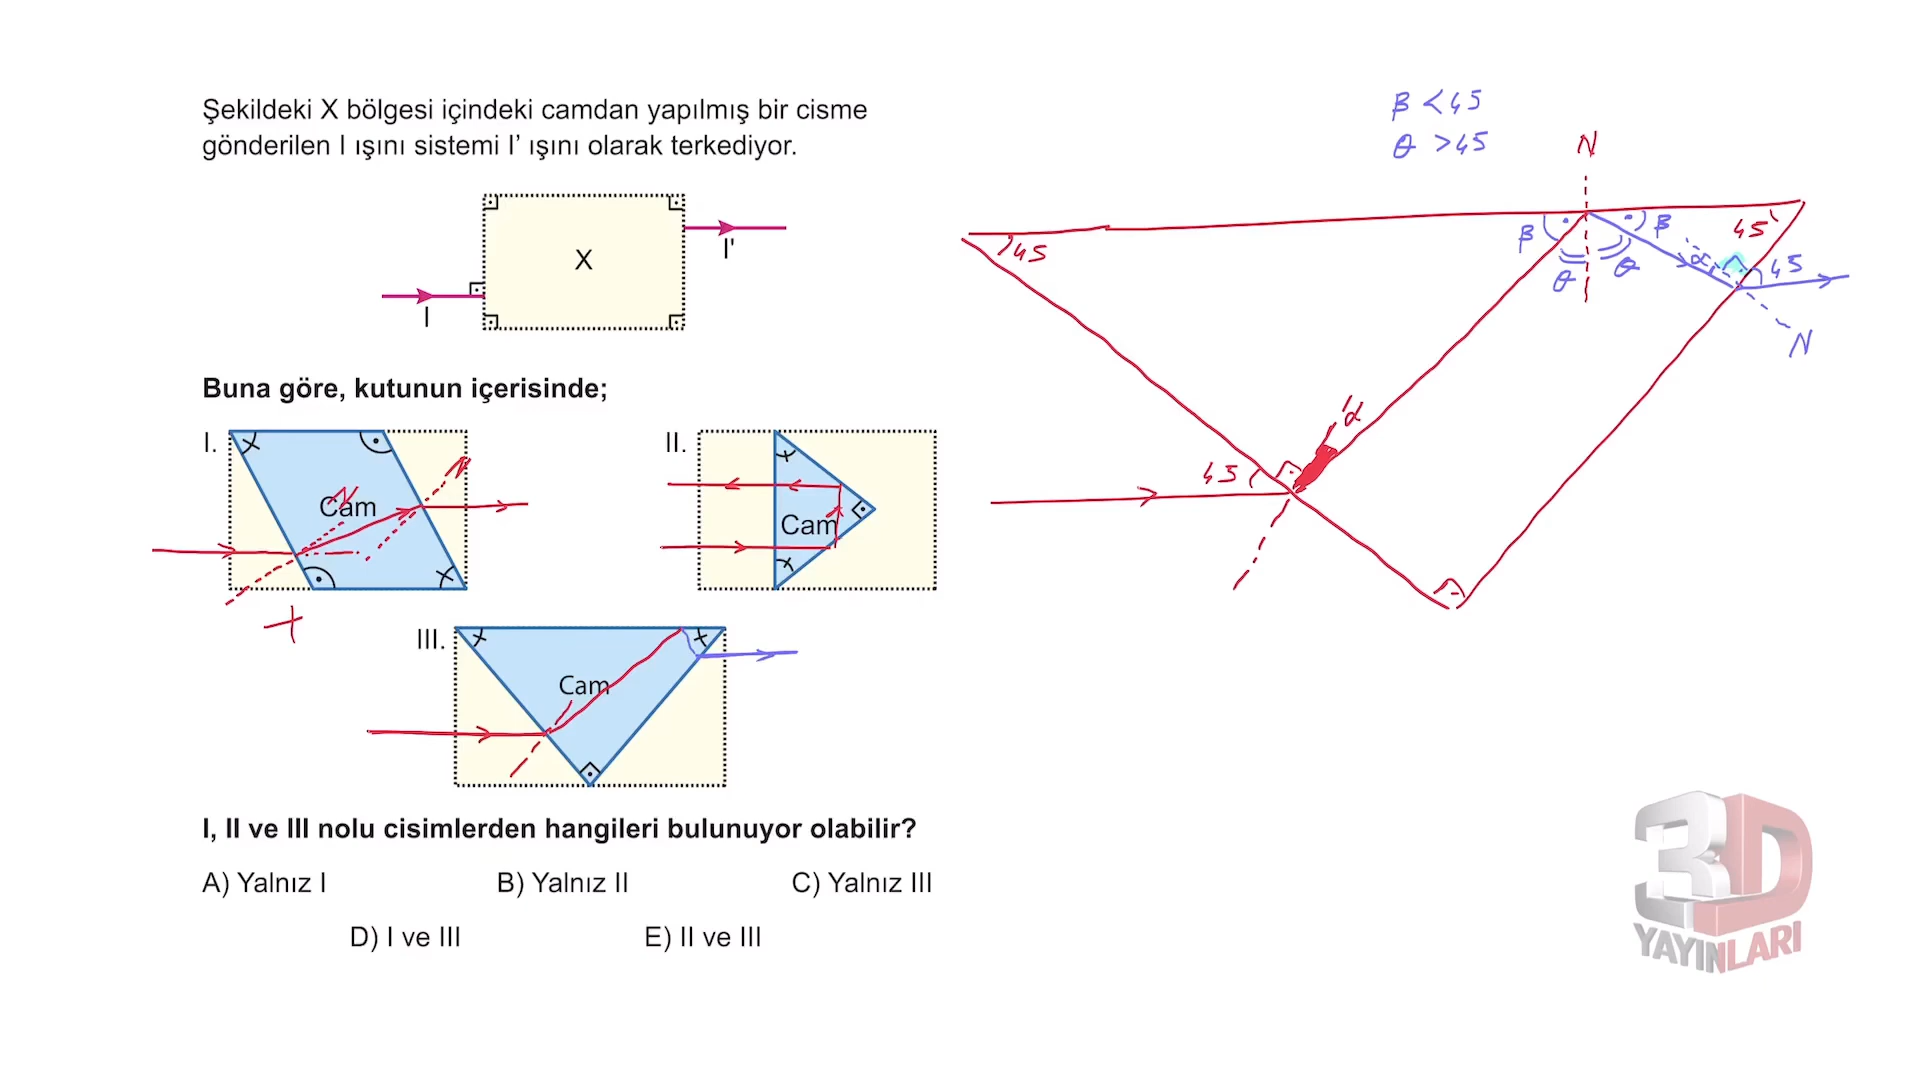 Şekildeki X bölgesi içindeki camdan yapılmış bir cisme
gönderilen I ışını sistemi I' ışını olarak terkediyor.
X
I
I'
Buna göre, kutunun içerisinde;
I.
Cam
N
N
II.
Cam
III.
Cam
I, II ve III nolu cisimlerden hangileri bulunuyor olabilir?
A) Yalnız I
B) Yalnız II
C) Yalnız III
D) I ve III
E) II ve III
β < 45
θ > 45
N
45
β
θ
θ
β
45
α
45
N
α
45
3D
YAYINLARI